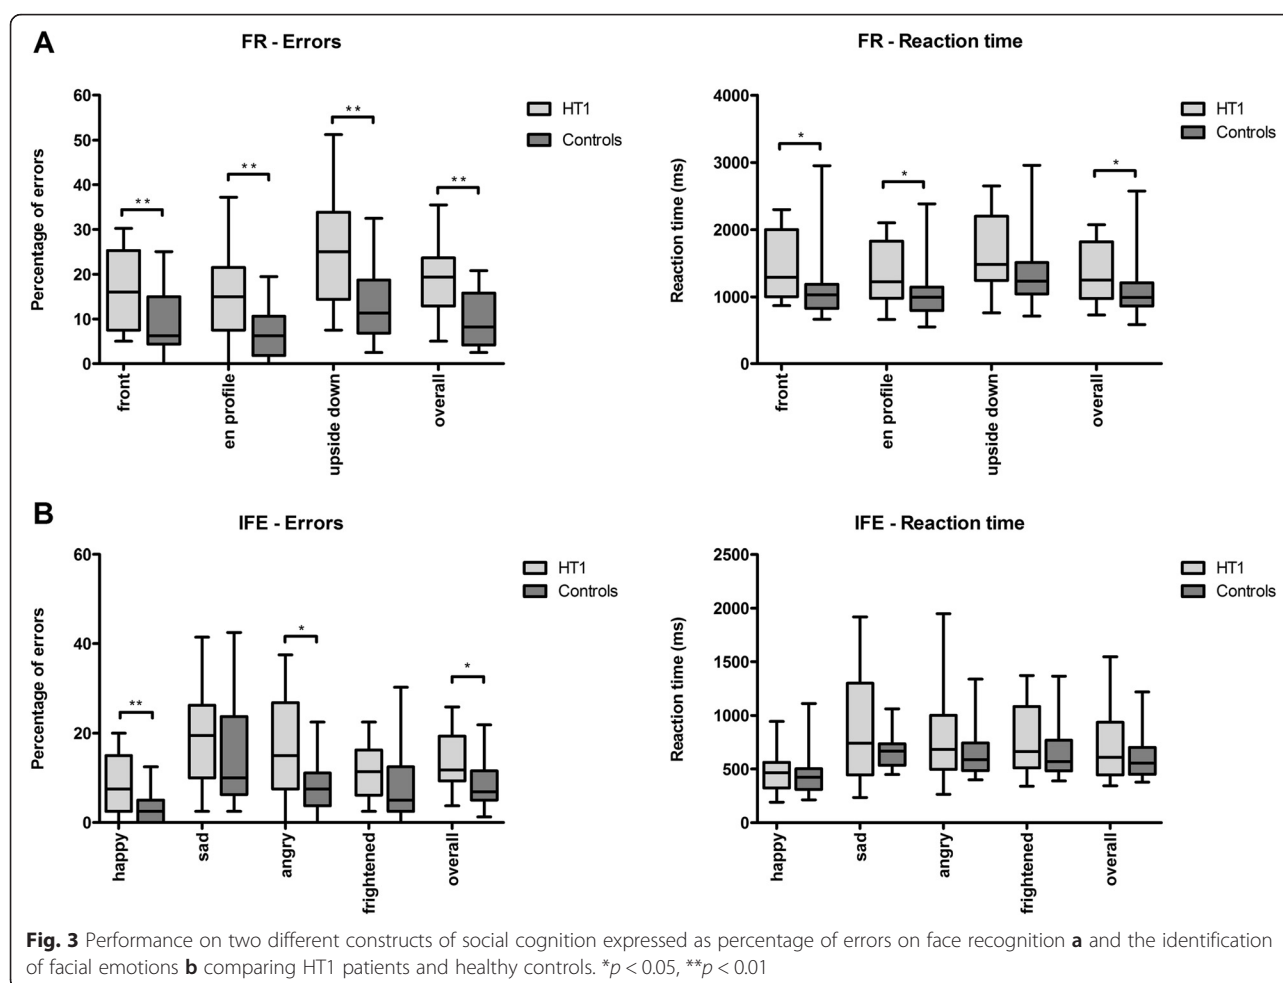 A
FR - Errors
Percentage of errors
60
50
40
30
20
10
0
**
**
**
**
HT1
Controls
front
en profile
upside down
overall
FR - Reaction time
Reaction time (ms)
4000
3000
2000
1000
0
*
*
*
HT1
Controls
front
en profile
upside down
overall
B
IFE - Errors
Percentage of errors
60
40
20
0
**
*
*
HT1
Controls
happy
sad
angry
frightened
overall
IFE - Reaction time
Reaction time (ms)
2500
2000
1500
1000
500
0
HT1
Controls
happy
sad
angry
frightened
overall
Fig. 3 Performance on two different constructs of social cognition expressed as percentage of errors on face recognition a and the identification
of facial emotions b comparing HT1 patients and healthy controls. *p < 0.05, **p < 0.01